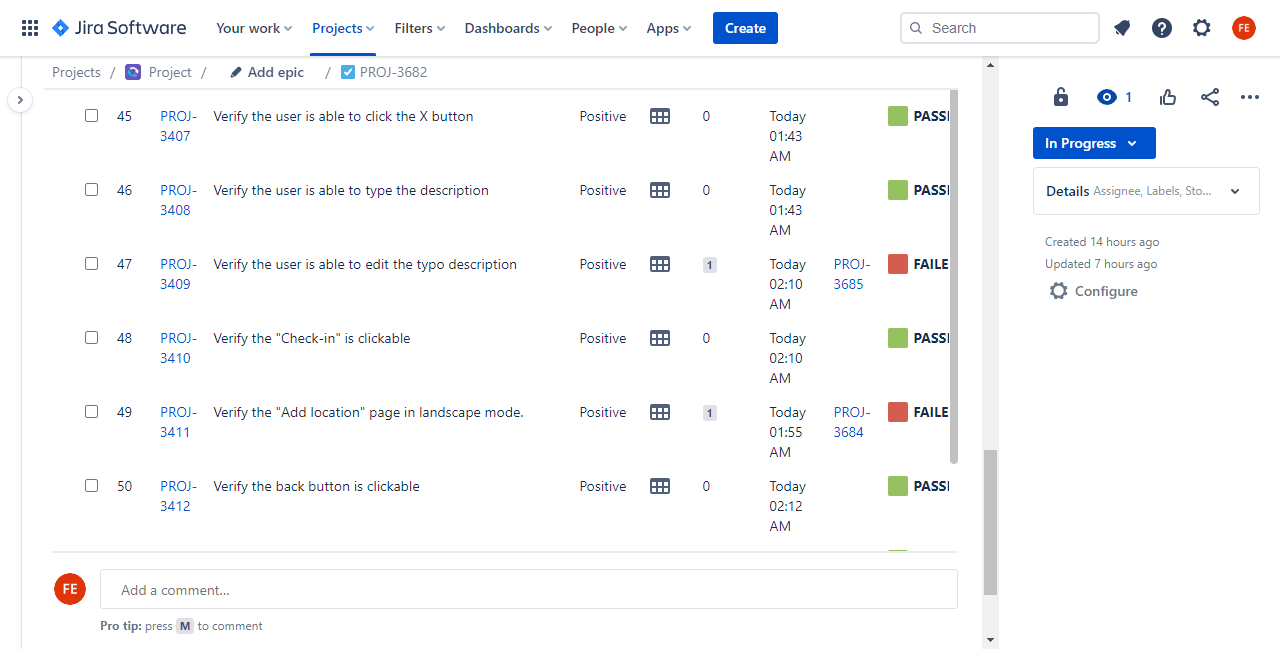 Jira Software Your work Projects Filters Dashboards People Apps Create Search FE
Projects / Project / Add epic / PROJ-3682
1
In Progress
Details Assignee, Labels, Sto...
Created 14 hours ago
Updated 7 hours ago
Configure
45 PROJ-3407 Verify the user is able to click the X button Positive 0 Today 01:43 AM PASS
46 PROJ-3408 Verify the user is able to type the description Positive 0 Today 01:43 AM PASS
47 PROJ-3409 Verify the user is able to edit the typo description Positive 1 Today 02:10 AM PROJ-3685 FAILE
48 PROJ-3410 Verify the "Check-in" is clickable Positive 0 Today 02:10 AM PASS
49 PROJ-3411 Verify the "Add location" page in landscape mode. Positive 1 Today 01:55 AM PROJ-3684 FAILE
50 PROJ-3412 Verify the back button is clickable Positive 0 Today 02:12 AM PASS
FE Add a comment...
Pro tip: press M to comment